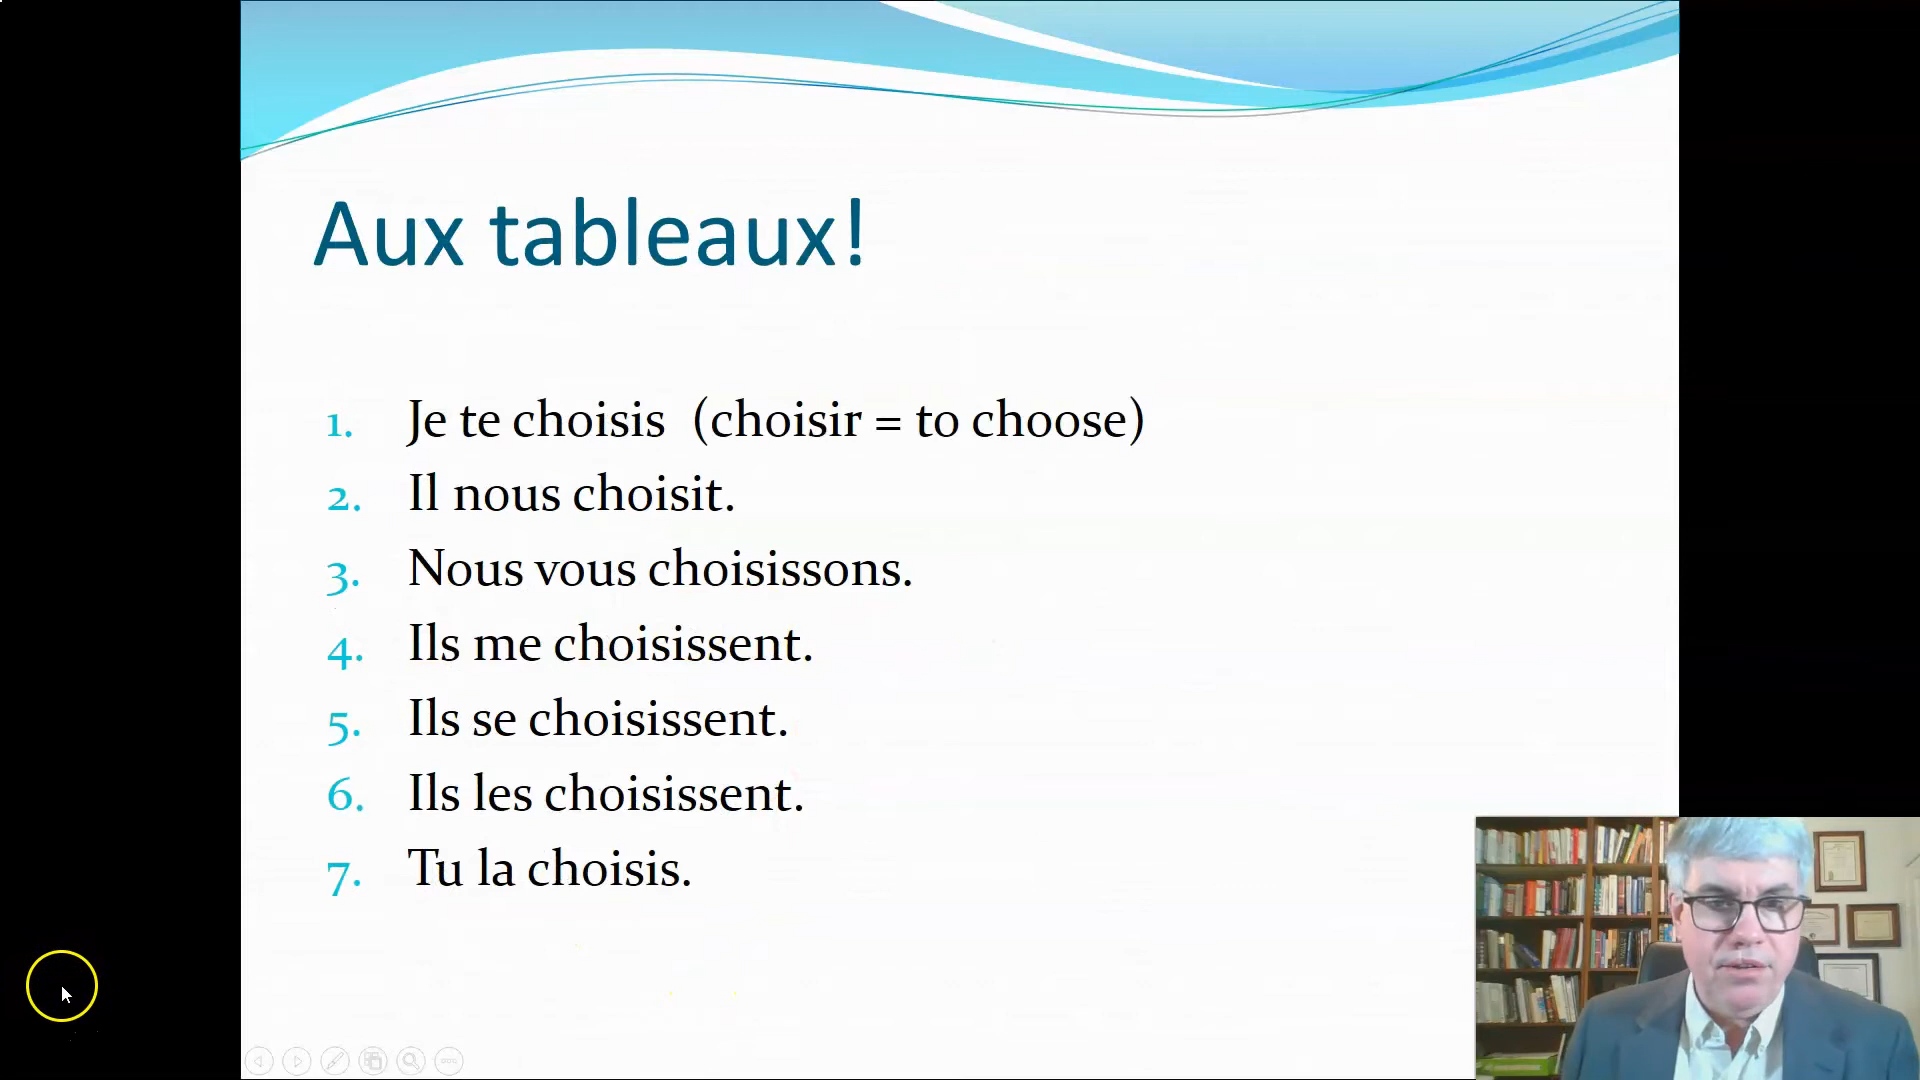 Aux tableaux!
1. Je te choisis (choisir = to choose)
2. Il nous choisit.
3. Nous vous choisissons.
4. Ils me choisissent.
5. Ils se choisissent.
6. Ils les choisissent.
7. Tu la choisis.